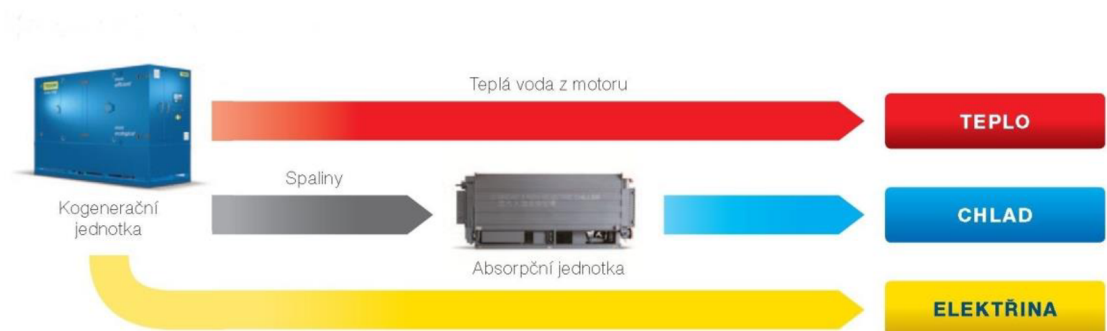 Teplá voda z motoru
TEPLO
Spaliny
Kogenerační
jednotka
CHLAD
Absorpční jednotka
ELEKTŘINA